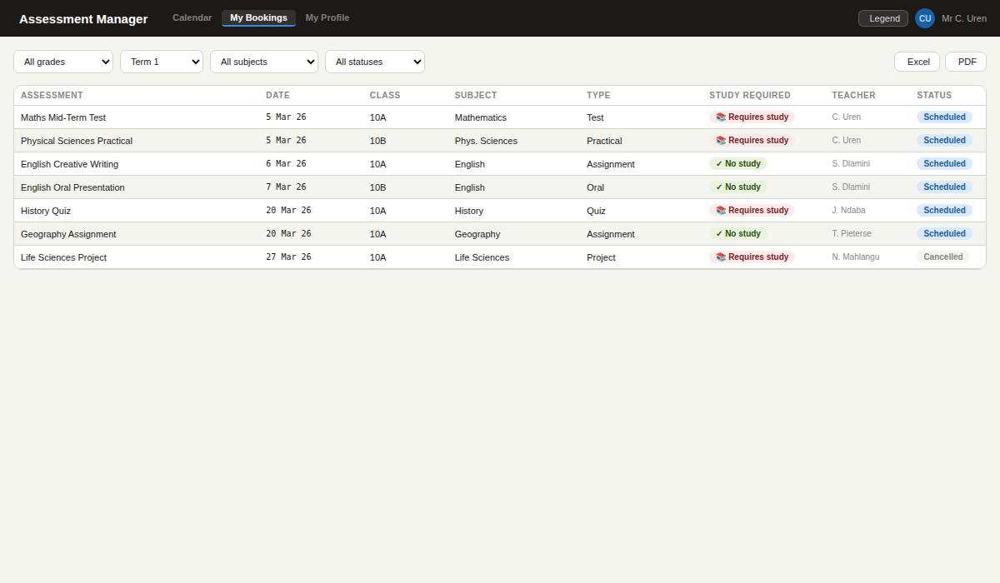 Assessment Manager Calendar My Bookings My Profile Legend CU Mr C. Uren
All grades Term 1 All subjects All statuses Excel PDF
ASSESSMENT DATE CLASS SUBJECT TYPE STUDY REQUIRED TEACHER STATUS
Maths Mid-Term Test 5 Mar 26 10A Mathematics Test 📚 Requires study C. Uren Scheduled
Physical Sciences Practical 5 Mar 26 10B Phys. Sciences Practical 📚 Requires study C. Uren Scheduled
English Creative Writing 6 Mar 26 10A English Assignment ✓ No study S. Dlamini Scheduled
English Oral Presentation 7 Mar 26 10B English Oral ✓ No study S. Dlamini Scheduled
History Quiz 20 Mar 26 10A History Quiz 📚 Requires study J. Ndaba Scheduled
Geography Assignment 20 Mar 26 10A Geography Assignment ✓ No study T. Pieterse Scheduled
Life Sciences Project 27 Mar 26 10A Life Sciences Project 📚 Requires study N. Mahlangu Cancelled